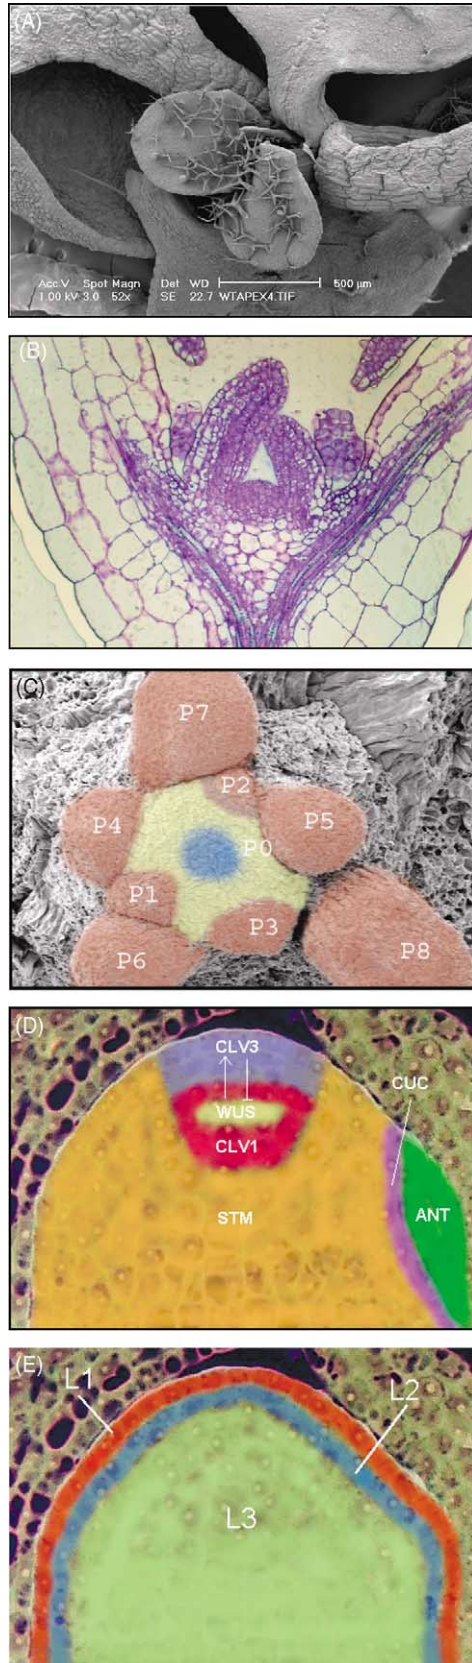 (A)
Acc.V Spot Magn Det WD 500 µm
1.00 kV 3.0 52x SE 22.7 WTAPEX4.TIF
(B)
(C)
P7
P2
P4
P5
P0
P1
P3
P6
P8
(D)
CLV3
CUC
WUS
CLV1
ANT
STM
(E)
L1
L2
L3